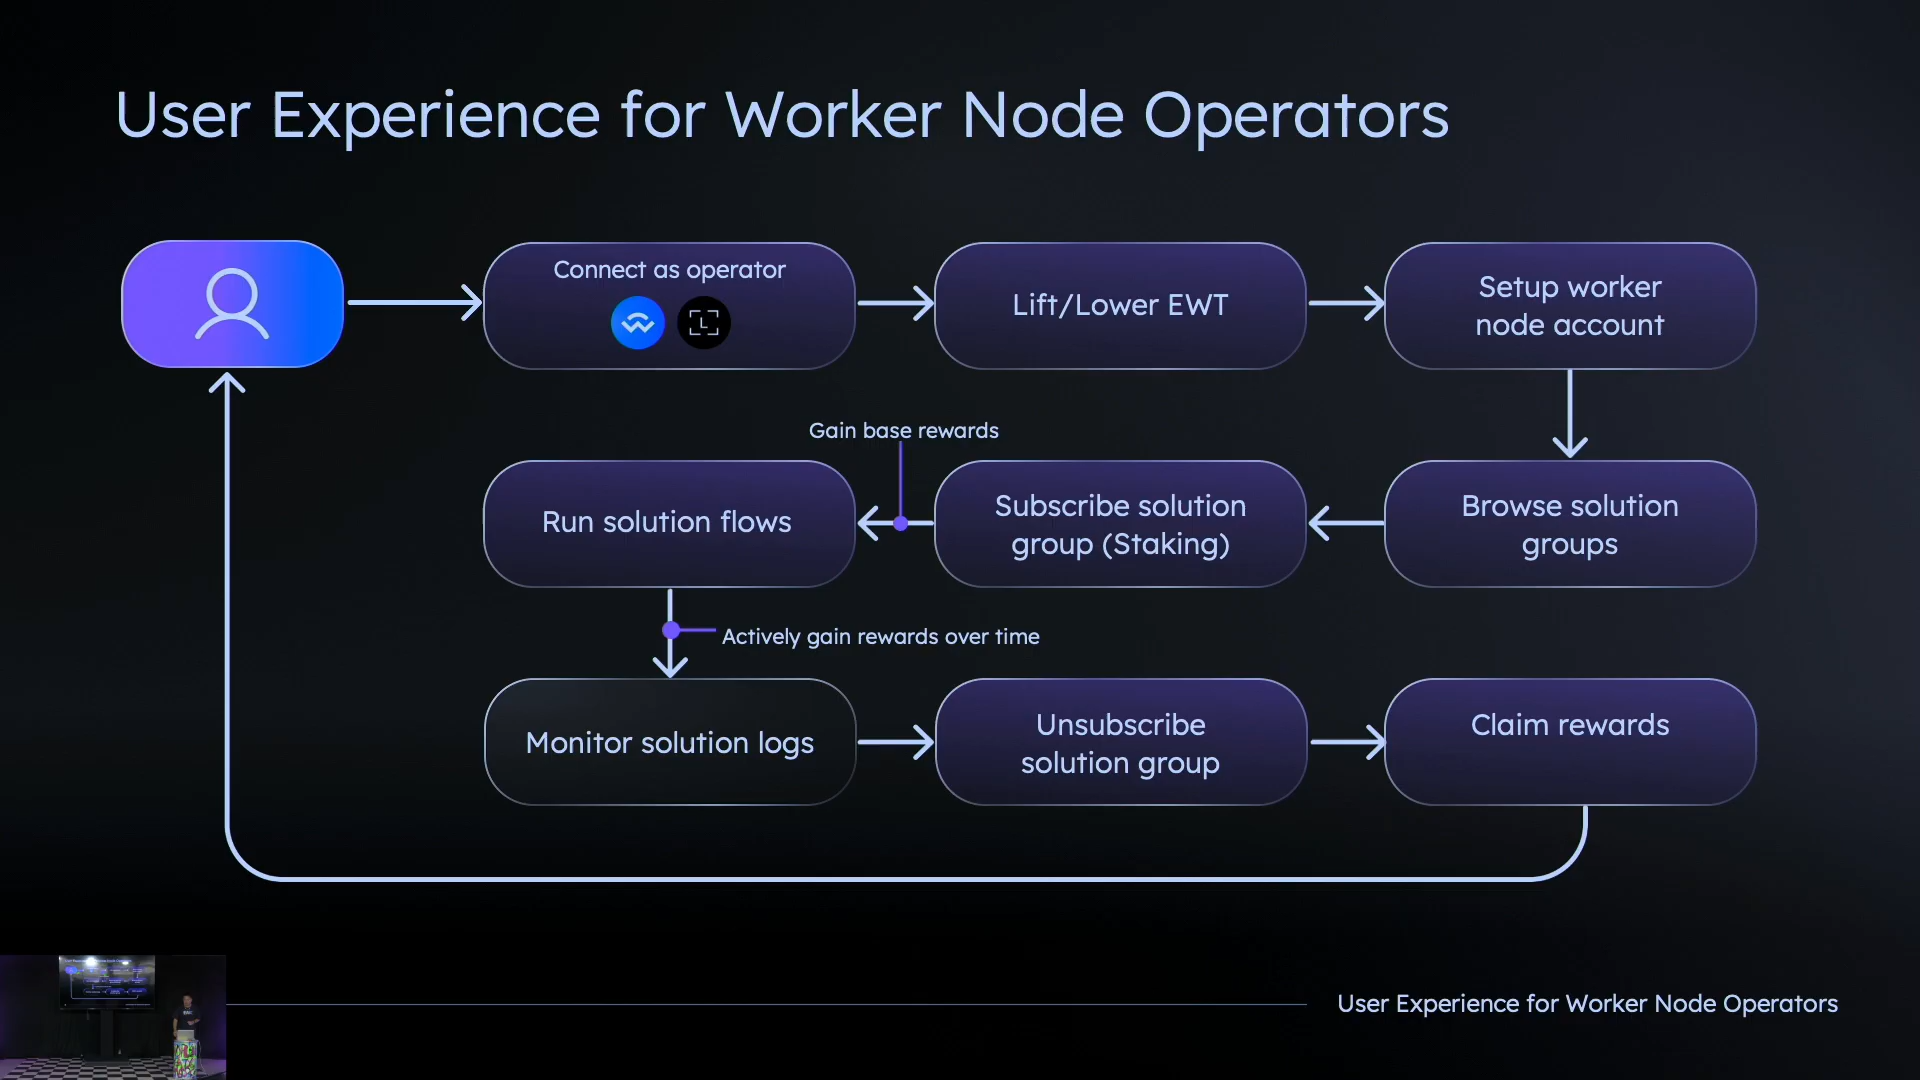 User Experience for Worker Node Operators
Connect as operator
Lift/Lower EWT
Setup worker
node account
Gain base rewards
Run solution flows
Subscribe solution
group (Staking)
Browse solution
groups
Actively gain rewards over time
Monitor solution logs
Unsubscribe
solution group
Claim rewards
User Experience for Worker Node Operators